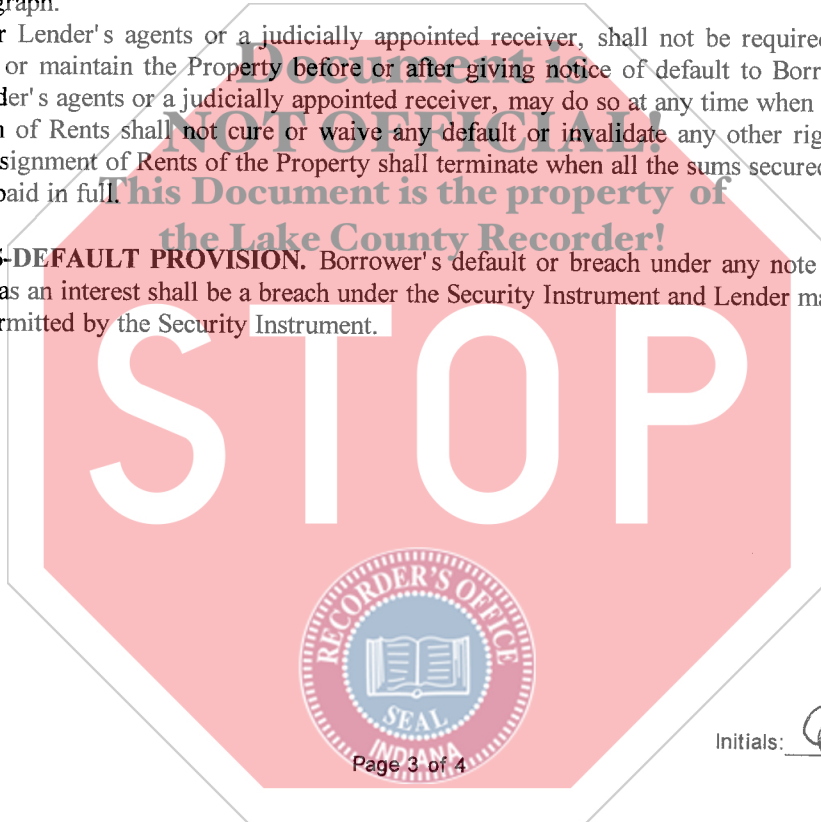 graph.
r Lender's agents or a judicially appointed receiver, shall not be required
or maintain the Property before or after giving notice of default to Borr
der's agents or a judicially appointed receiver, may do so at any time when
n of Rents shall not cure or waive any default or invalidate any other rig
signment of Rents of the Property shall terminate when all the sums secured
paid in full.
Document is
NOT OFFICIAL!
This Document is the property of
the Lake County Recorder!
S-DEFAULT PROVISION. Borrower's default or breach under any note
as an interest shall be a breach under the Security Instrument and Lender ma
rmitted by the Security Instrument.
STOP
RECORDER'S OFFICE
SEAL
INDIANA
Initials:
Page 3 of 4